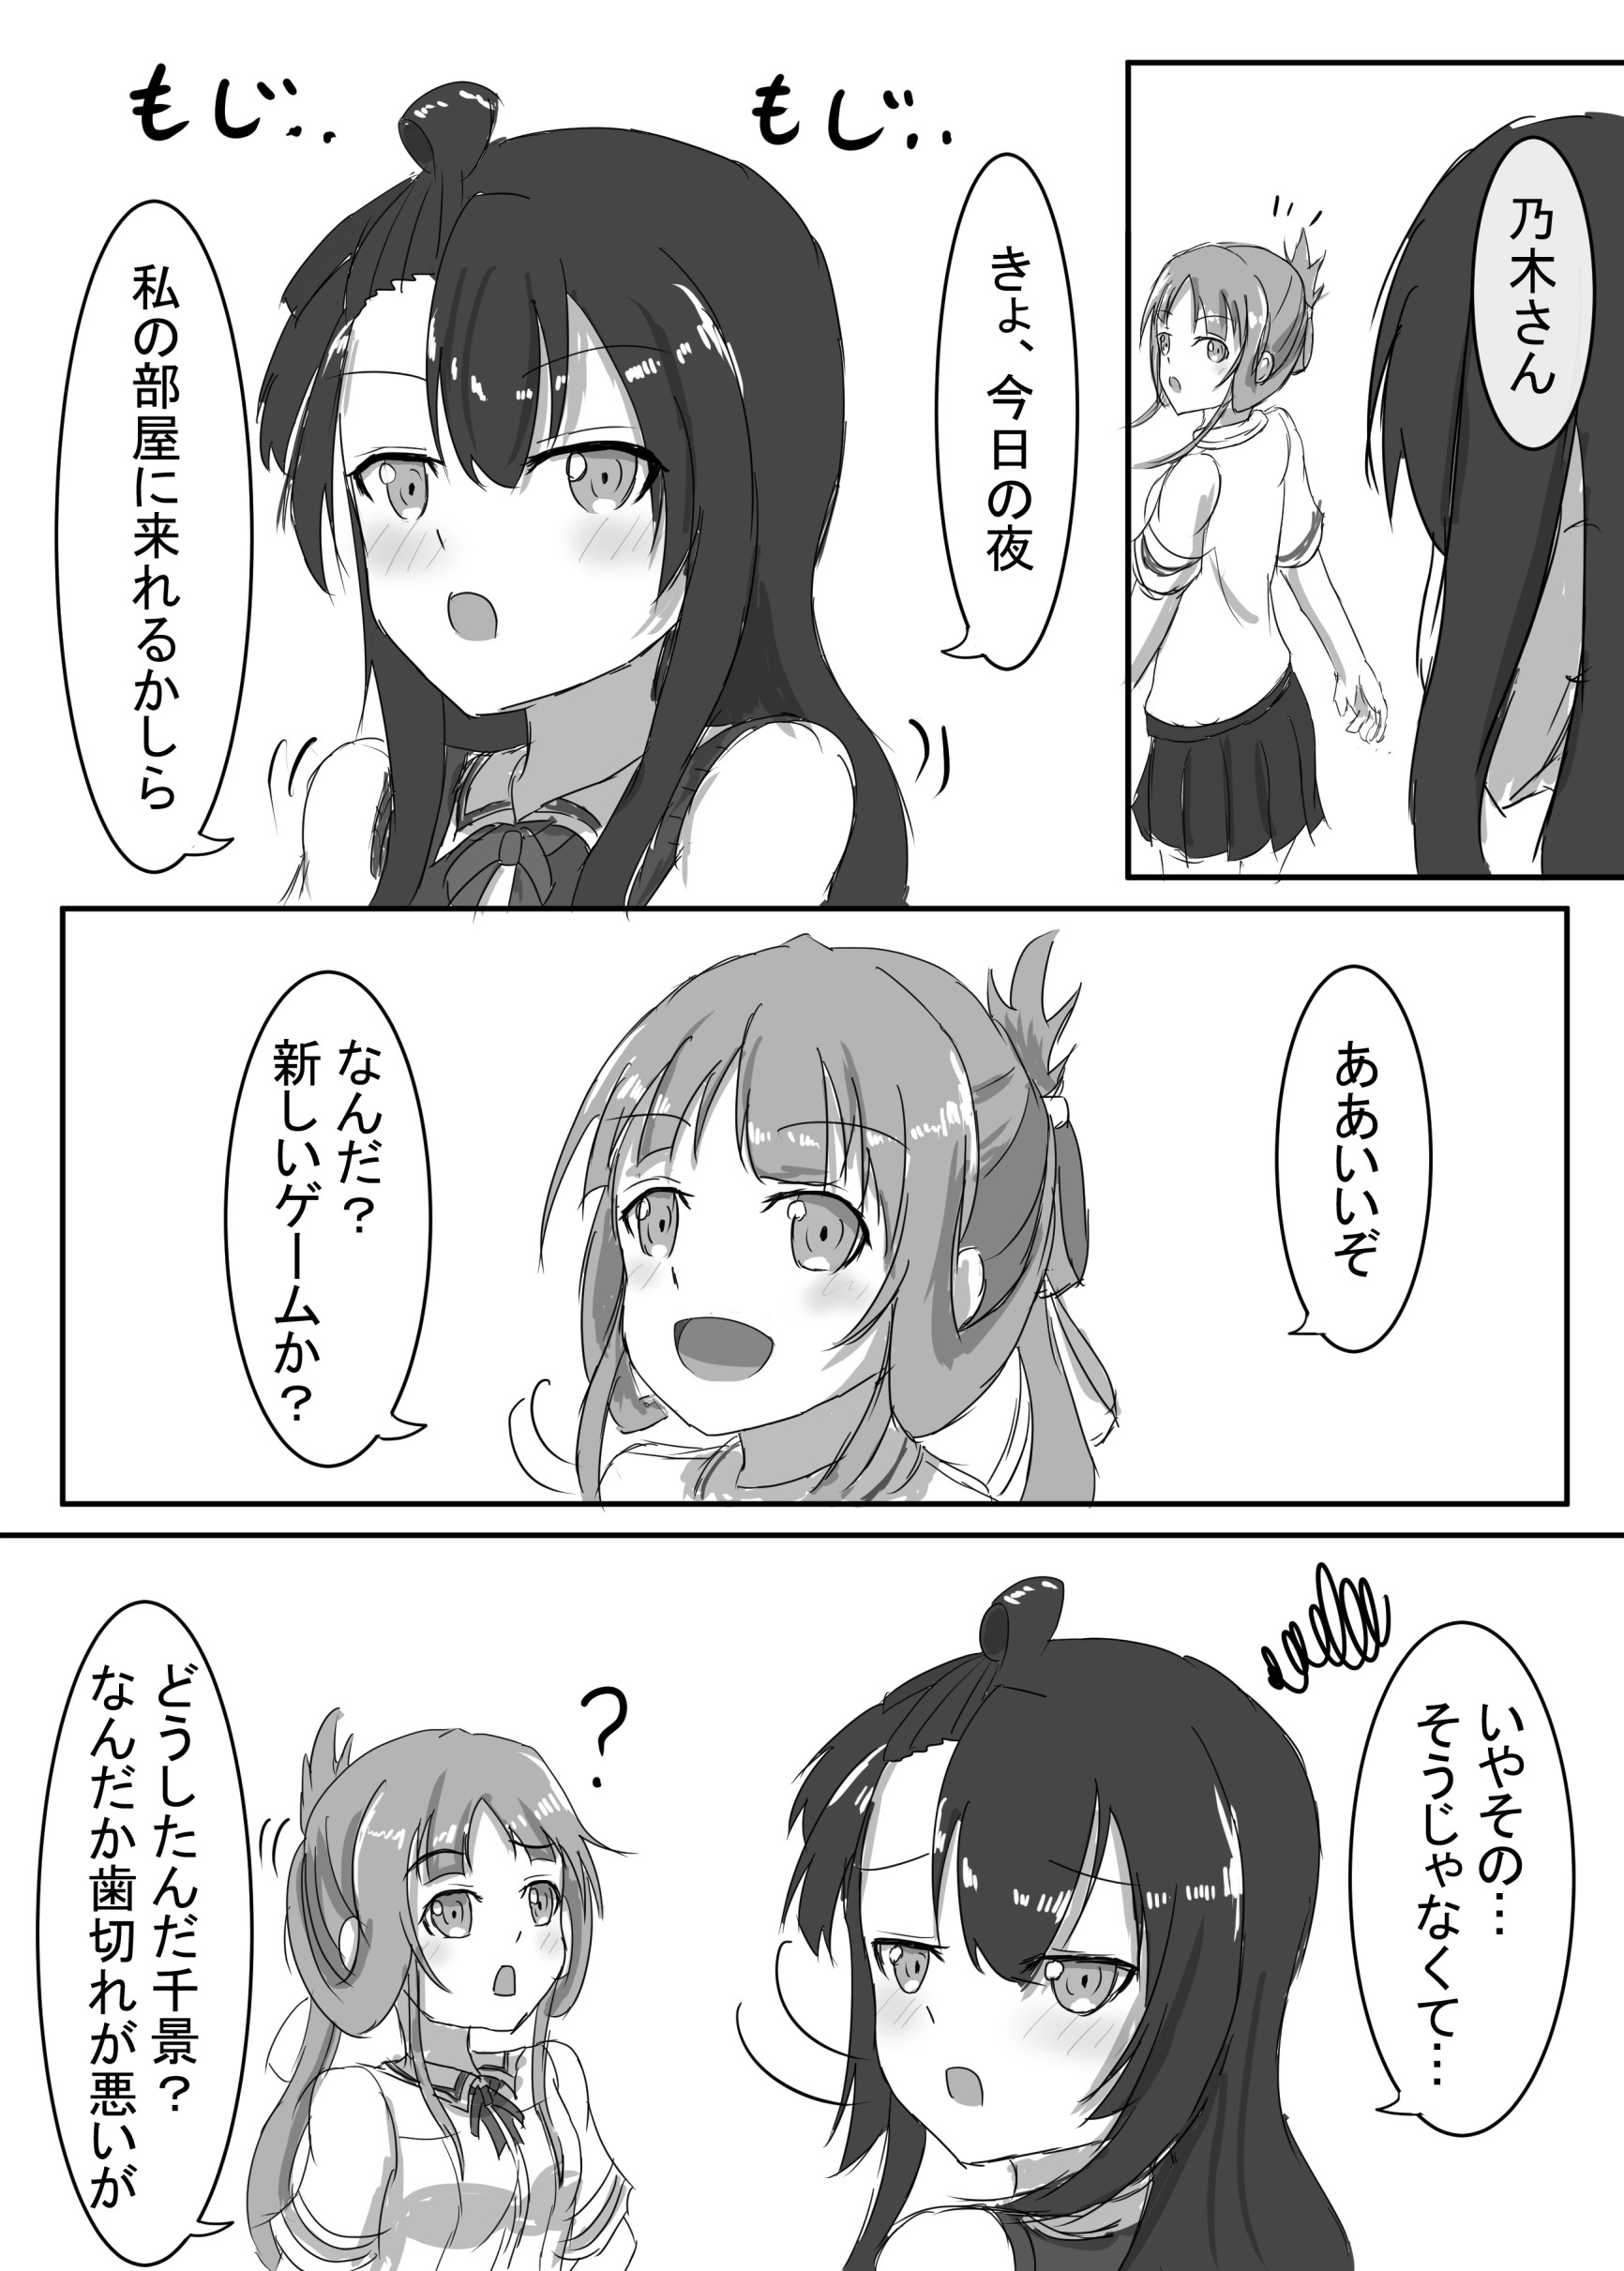 乃木さん
きょ、今日の夜
もじ・・
もじ・・
私の部屋に来れるかしら
ああいいぞ
なんだ？
新しいゲームか？
いやその…
そうじゃなくて…
？
どうしたんだ千景？
なんだか歯切れが悪いが